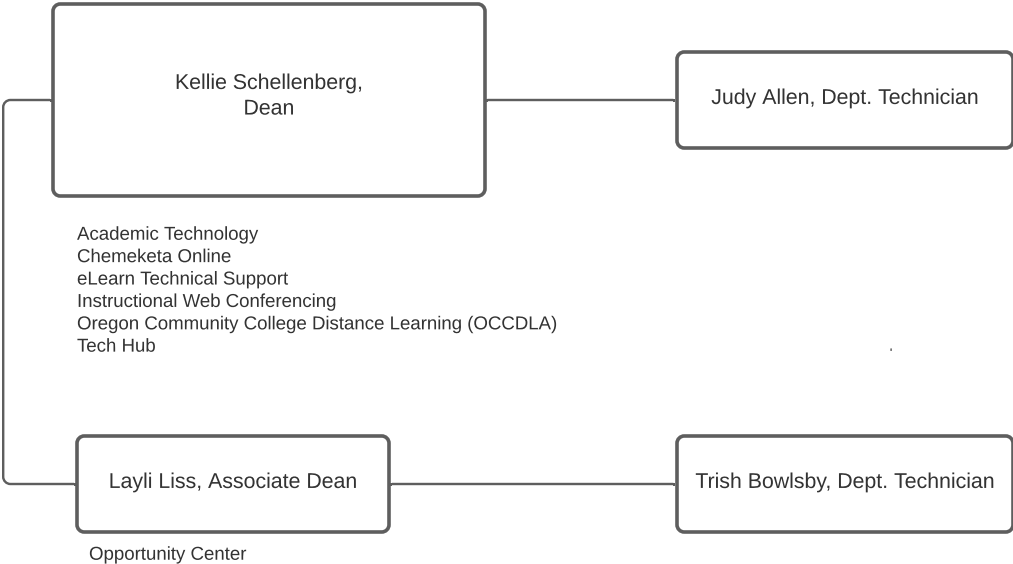 Kellie Schellenberg,
Dean
Judy Allen, Dept. Technician
Academic Technology
Chemeketa Online
eLearn Technical Support
Instructional Web Conferencing
Oregon Community College Distance Learning (OCCDLA)
Tech Hub
.
Layli Liss, Associate Dean
Trish Bowlsby, Dept. Technician
Opportunity Center